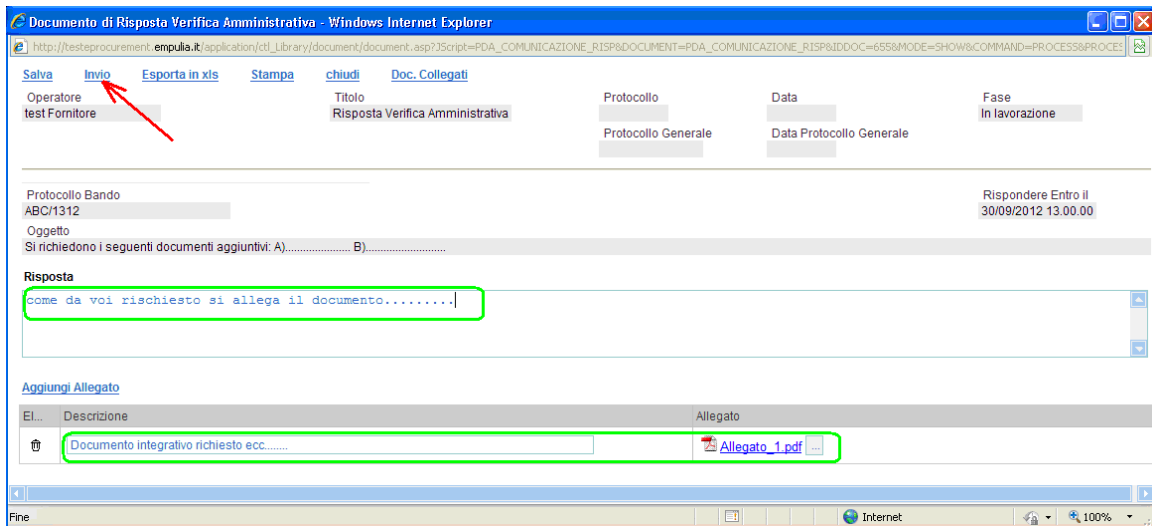 Documento di Risposta Verifica Amministrativa - Windows Internet Explorer
http://testeprocurement.empulia.it/application/ctl_Library/document/document.asp?JScript=PDA_COMUNICAZIONE_RISP&DOCUMENT=PDA_COMUNICAZIONE_RISP&IDDOC=6558&MODE=SHOW&COMMAND=PROCESS&PROCES
Salva Invio Esporta in xls Stampa chiudi Doc. Collegati
Operatore Titolo Protocollo Data Fase
test Fornitore Risposta Verifica Amministrativa In lavorazione
Protocollo Generale Data Protocollo Generale
Protocollo Bando Rispondere Entro il
ABC/1312 30/09/2012 13.00.00
Oggetto
Si richiedono i seguenti documenti aggiuntivi: A)..................... B)..........................
Risposta
come da voi rischiesto si allega il documento.........
Aggiungi Allegato
El... Descrizione Allegato
Documento integrativo richiesto ecc........ Allegato_1.pdf ...
Fine Internet 100%